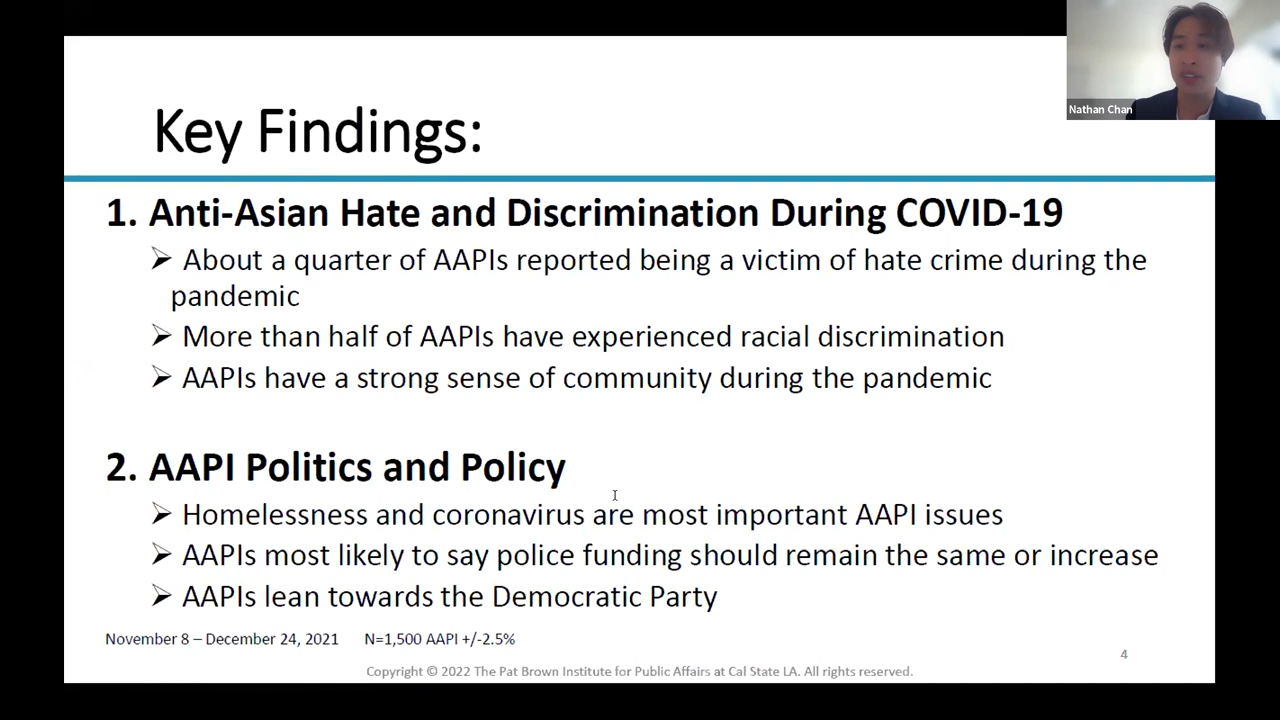 Nathan Chan
Key Findings:
1. Anti-Asian Hate and Discrimination During COVID-19
➢ About a quarter of AAPIs reported being a victim of hate crime during the
pandemic
➢ More than half of AAPIs have experienced racial discrimination
➢ AAPIs have a strong sense of community during the pandemic
2. AAPI Politics and Policy
➢ Homelessness and coronavirus are most important AAPI issues
➢ AAPIs most likely to say police funding should remain the same or increase
➢ AAPIs lean towards the Democratic Party
November 8 – December 24, 2021 N=1,500 AAPI +/-2.5%
4
Copyright © 2022 The Pat Brown Institute for Public Affairs at Cal State LA. All rights reserved.